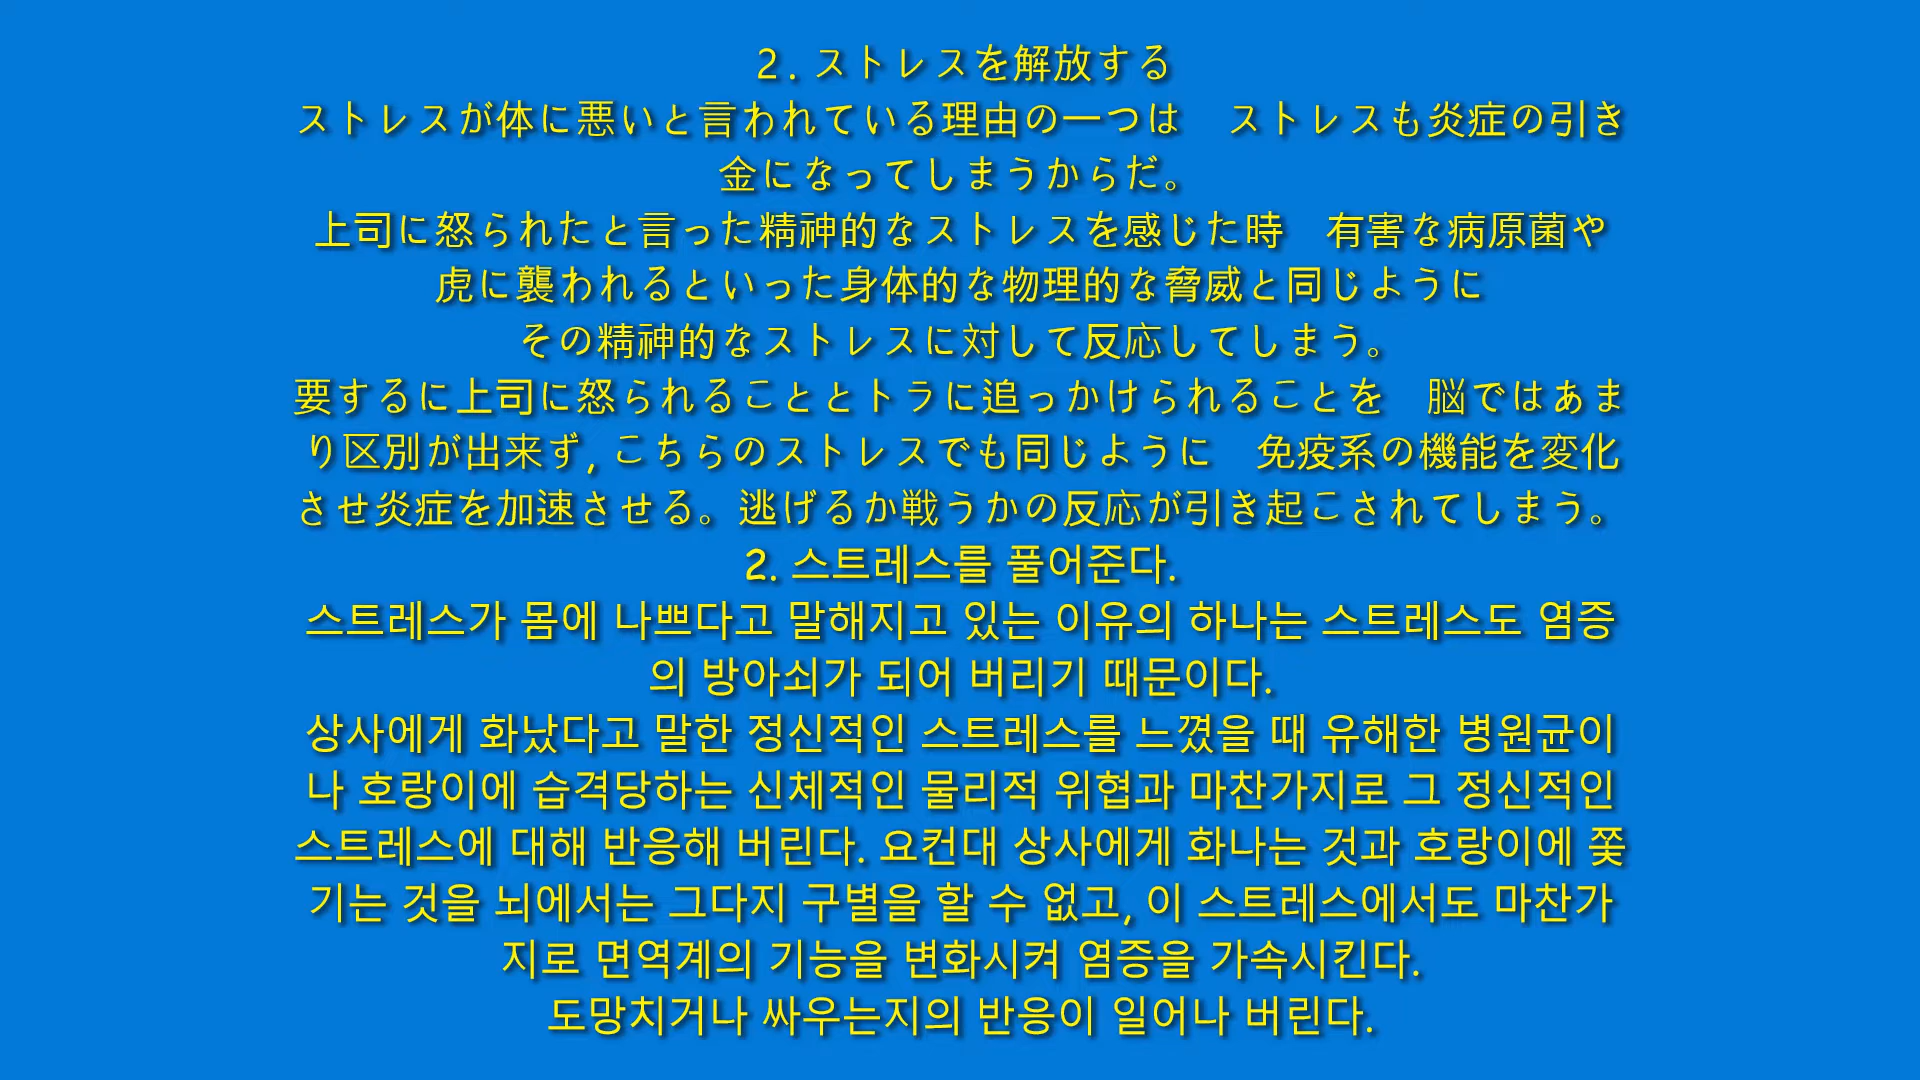 2. ストレスを解放する
ストレスが体に悪いと言われている理由の一つは　ストレスも炎症の引き
金になってしまうからだ。
上司に怒られたと言った精神的なストレスを感じた時　有害な病原菌や
虎に襲われるといった身体的な物理的な脅威と同じように
その精神的なストレスに対して反応してしまう。
要するに上司に怒られることとトラに追っかけられることを　脳ではあま
り区別が出来ず, こちらのストレスでも同じように　免疫系の機能を変化
させ炎症を加速させる。逃げるか戦うかの反応が引き起こされてしまう。
2. 스트레스를 풀어준다.
스트레스가 몸에 나쁘다고 말해지고 있는 이유의 하나는 스트레스도 염증
의 방아쇠가 되어 버리기 때문이다.
상사에게 화났다고 말한 정신적인 스트레스를 느꼈을 때 유해한 병원균이
나 호랑이에 습격당하는 신체적인 물리적 위협과 마찬가지로 그 정신적인
스트레스에 대해 반응해 버린다. 요컨대 상사에게 화나는 것과 호랑이에 쫓
기는 것을 뇌에서는 그다지 구별을 할 수 없고, 이 스트레스에서도 마찬가
지로 면역계의 기능을 변화시켜 염증을 가속시킨다.
도망치거나 싸우는지의 반응이 일어나 버린다.